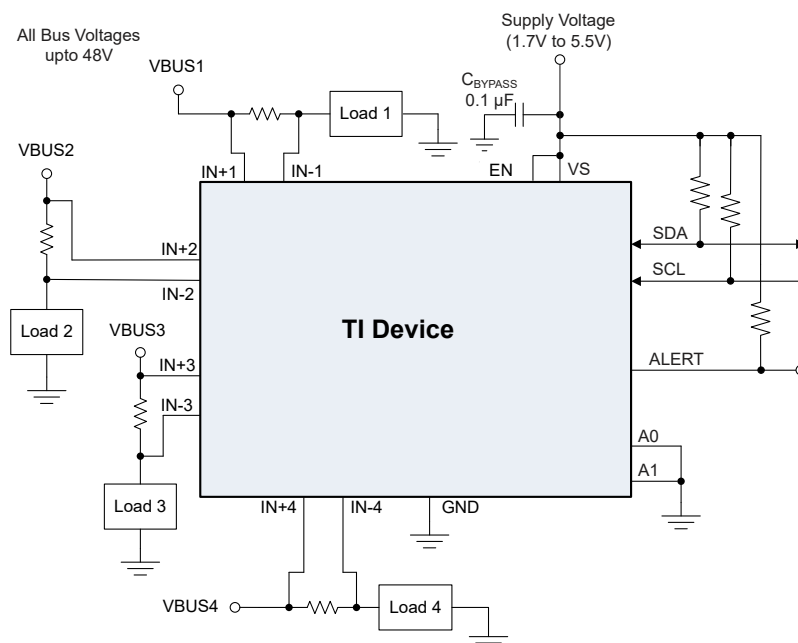 Supply Voltage
(1.7V to 5.5V)
All Bus Voltages
upto 48V
VBUS1
CBYPASS
0.1 µF
Load 1
VBUS2
IN+1
IN-1
EN
VS
SDA
IN+2
SCL
IN-2
Load 2
TI Device
VBUS3
IN+3
ALERT
IN-3
A0
A1
Load 3
IN+4
IN-4
GND
VBUS4
Load 4